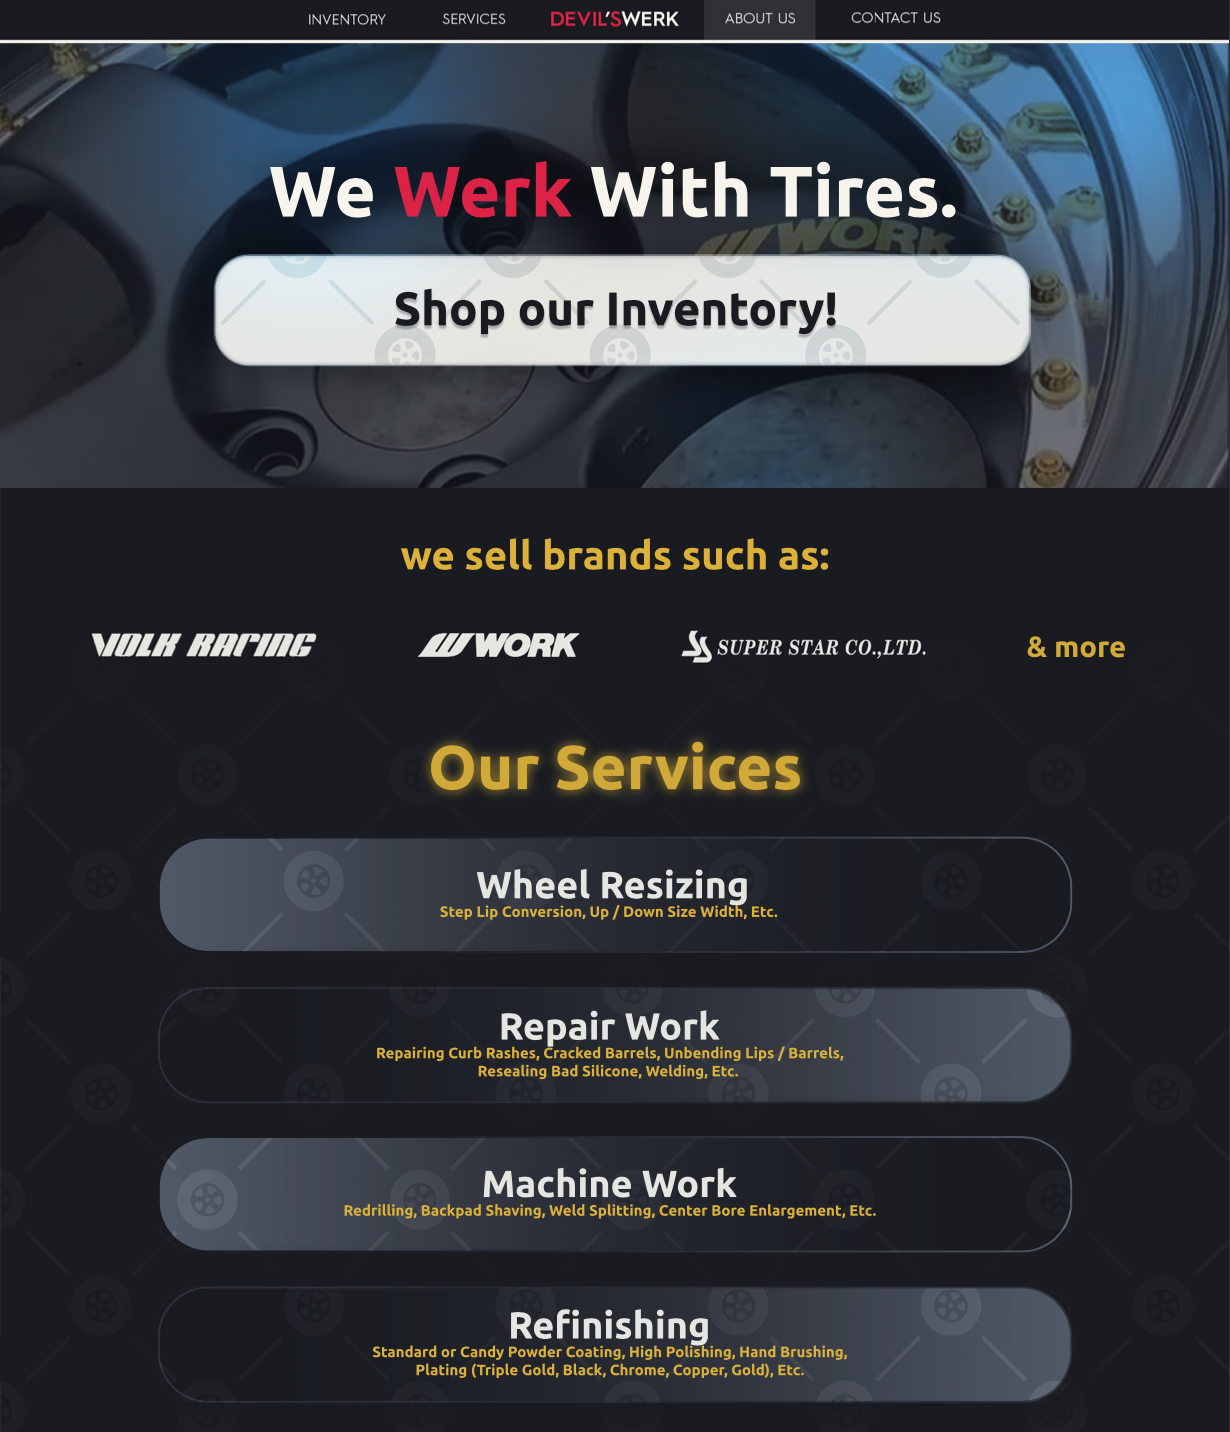 INVENTORY SERVICES DEVIL'SWERK ABOUT US CONTACT US
We Werk With Tires.
WORK
Shop our Inventory!
we sell brands such as:
VOLK RACING WORK SUPER STAR CO.,LTD. & more
Our Services
Wheel Resizing
Step Lip Conversion, Up / Down Size Width, Etc.
Repair Work
Repairing Curb Rashes, Cracked Barrels, Unbending Lips / Barrels,
Resealing Bad Silicone, Welding, Etc.
Machine Work
Redrilling, Backpad Shaving, Weld Splitting, Center Bore Enlargement, Etc.
Refinishing
Standard or Candy Powder Coating, High Polishing, Hand Brushing,
Plating (Triple Gold, Black, Chrome, Copper, Gold), Etc.